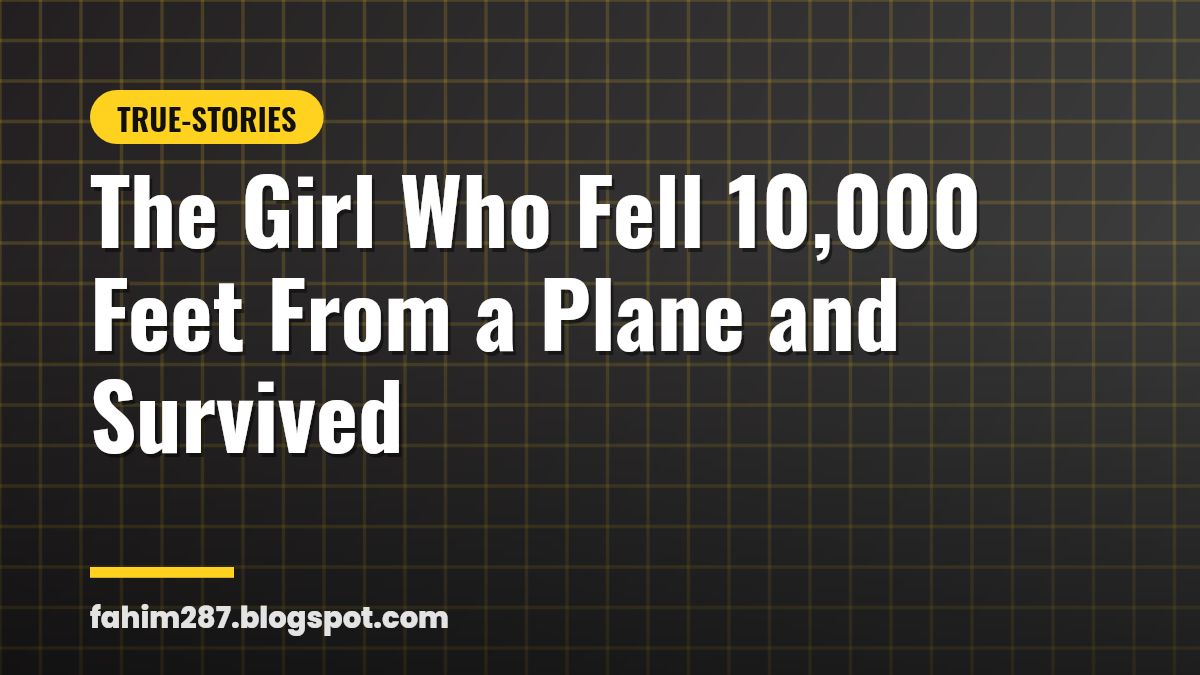 TRUE-STORIES
The Girl Who Fell 10,000
Feet From a Plane and
Survived
fahim287.blogspot.com